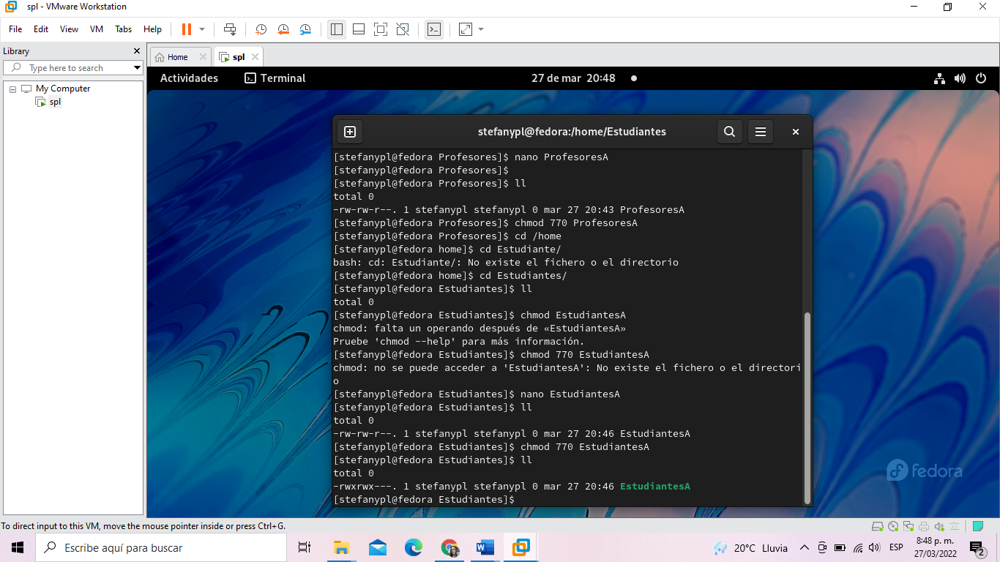 spl - VMware Workstation
File Edit View VM Tabs Help
Library
Type here to search
My Computer
spl
Home
spl
Actividades
Terminal
27 de mar 20:48
stefanypl@fedora:/home/Estudiantes
[stefanypl@fedora Profesores]$ nano ProfesoresA
[stefanypl@fedora Profesores]$
[stefanypl@fedora Profesores]$ ll
total 0
-rw-rw-r--. 1 stefanypl stefanypl 0 mar 27 20:43 ProfesoresA
[stefanypl@fedora Profesores]$ chmod 770 ProfesoresA
[stefanypl@fedora Profesores]$ cd /home
[stefanypl@fedora home]$ cd Estudiante/
bash: cd: Estudiante/: No existe el fichero o el directorio
[stefanypl@fedora home]$ cd Estudiantes/
[stefanypl@fedora Estudiantes]$ ll
total 0
[stefanypl@fedora Estudiantes]$ chmod EstudiantesA
chmod: falta un operando después de «EstudiantesA»
Pruebe 'chmod --help' para más información.
[stefanypl@fedora Estudiantes]$ chmod 770 EstudiantesA
chmod: no se puede acceder a 'EstudiantesA': No existe el fichero o el directori
o
[stefanypl@fedora Estudiantes]$ nano EstudiantesA
[stefanypl@fedora Estudiantes]$ ll
total 0
-rw-rw-r--. 1 stefanypl stefanypl 0 mar 27 20:46 EstudiantesA
[stefanypl@fedora Estudiantes]$ chmod 770 EstudiantesA
[stefanypl@fedora Estudiantes]$ ll
total 0
-rwxrwx---. 1 stefanypl stefanypl 0 mar 27 20:46 EstudiantesA
[stefanypl@fedora Estudiantes]$
fedora
To direct input to this VM, move the mouse pointer inside or press Ctrl+G.
Escribe aquí para buscar
20°C Lluvia
ESP
8:48 p. m.
27/03/2022
2